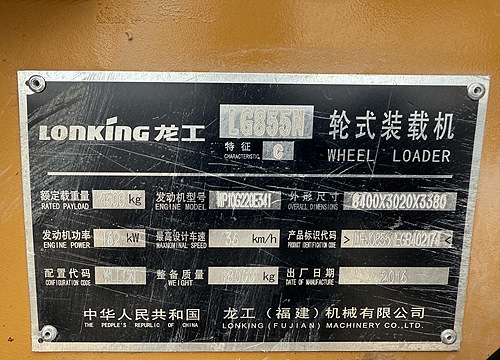 LONKING 龙工 LG855N 轮式装载机
特征 CHARACTERISTIC C WHEEL LOADER
额定载重量 RATED PAYLOAD kg 发动机型号 ENGINE MODEL WP10G220E341 外形尺寸 OVERALL DIMENSIONS 8400X3020X3380
发动机功率 ENGINE POWER 162 kW 最高设计车速 MAXNOMINAL SPEED 36 km/h 产品标识代码 PRODUCT IDENTIFICATION CODE
配置代码 CONFIGURATION CODE 整备质量 WEIGHT kg 出厂日期 DATE OF MANUFACTURE 2016
中华人民共和国 龙工（福建）机械有限公司
THE PEOPLE'S REPUBLIC OF CHINA LONKING (FUJIAN) MACHINERY CO.,LTD.